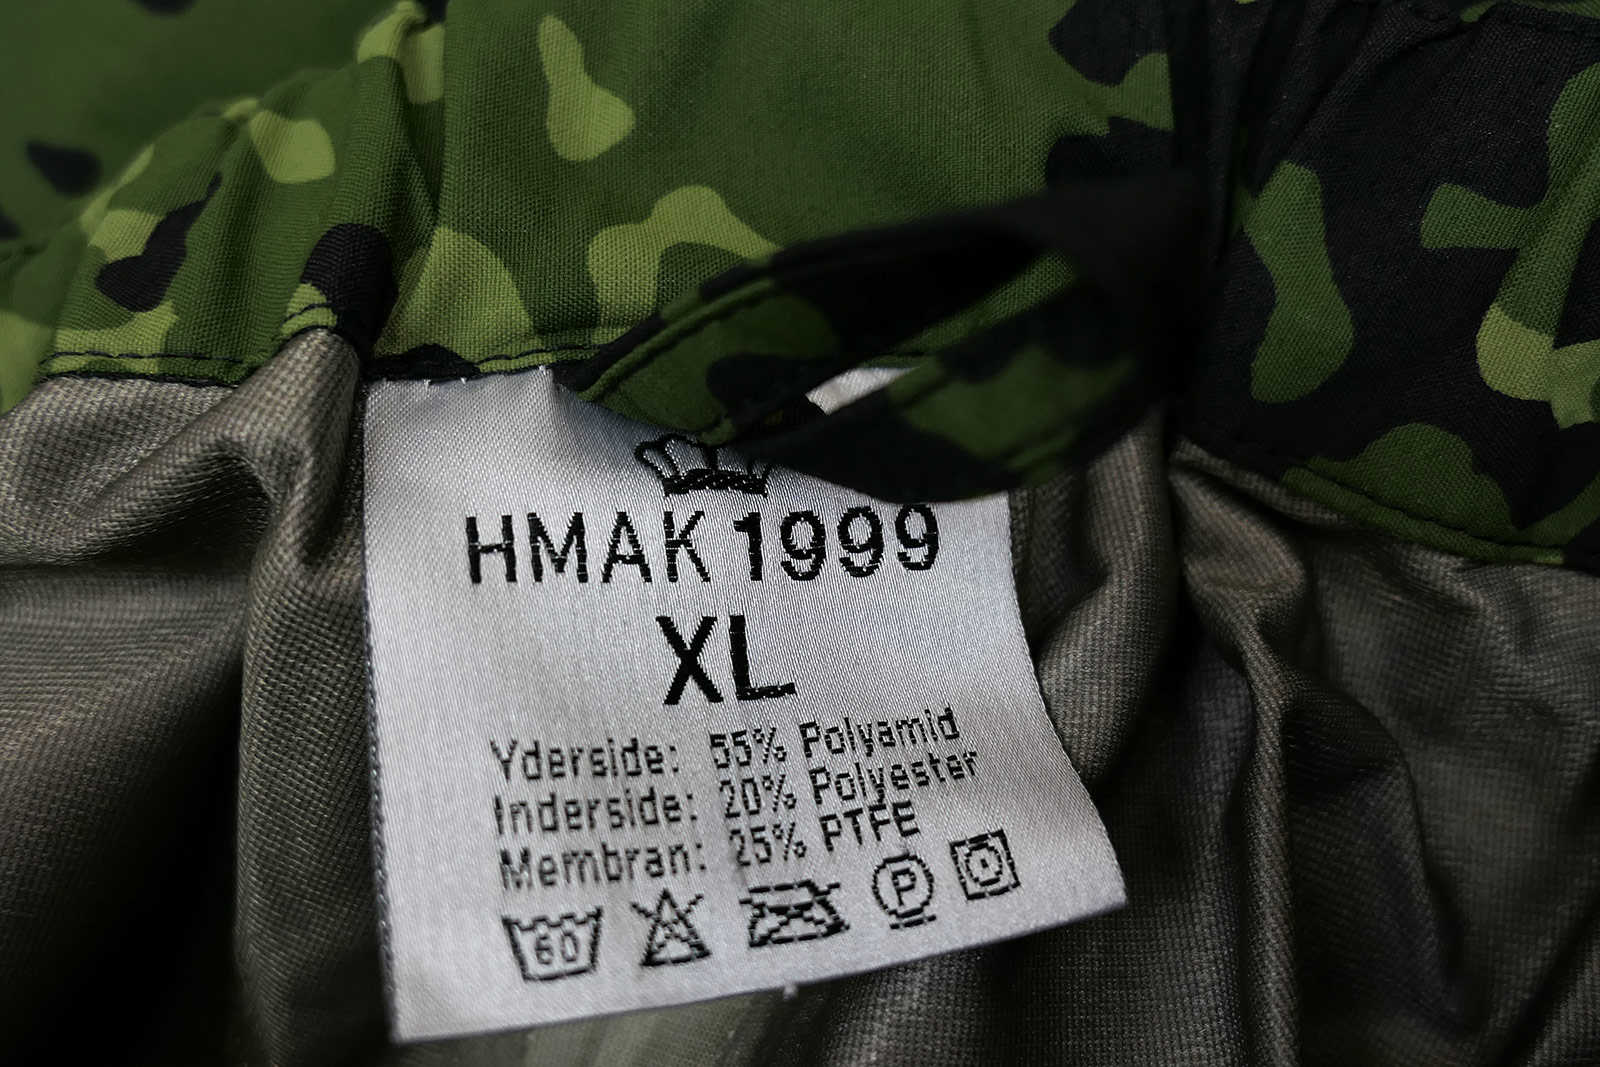 HMAK 1999
XL
Yderside: 55% Polyamid
Inderside: 20% Polyester
Membran: 25% PTFE
60 P